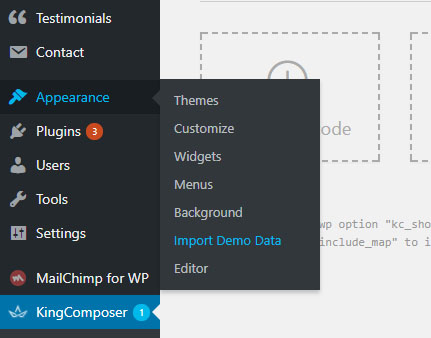 Testimonials
Contact
Appearance
Themes
Customize
Widgets
Menus
Background
Import Demo Data
Editor
Plugins 3
Users
Tools
Settings
MailChimp for WP
KingComposer 1
ode
wp option "kc_sho
include_map" to i